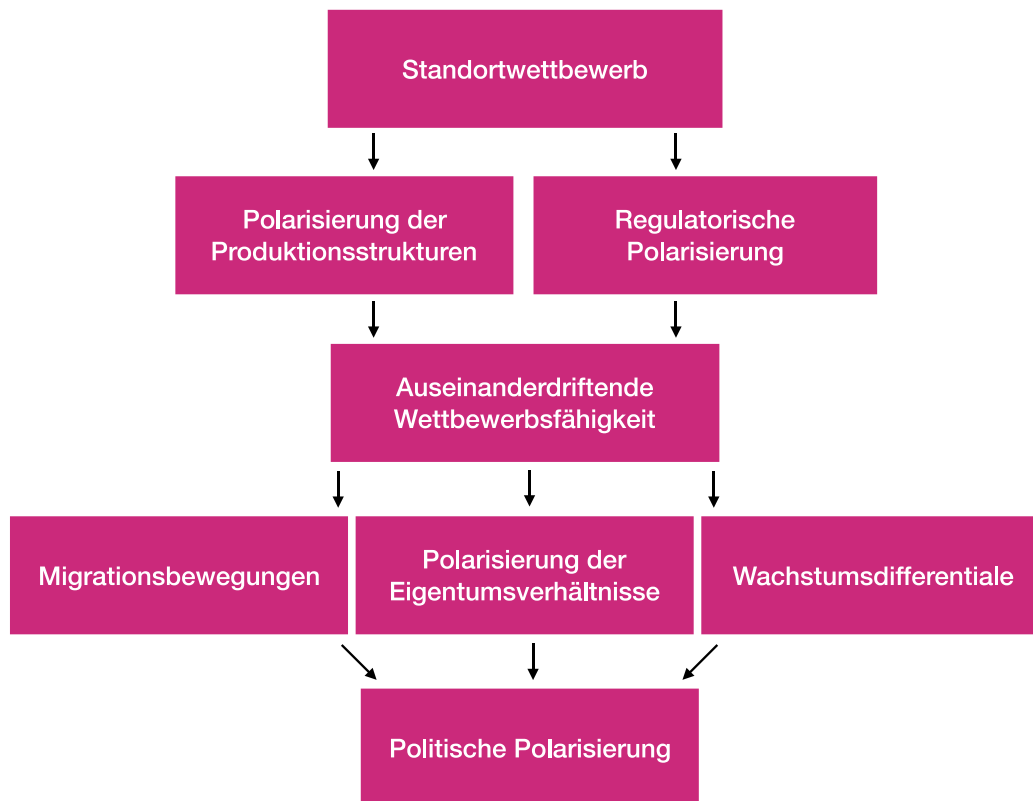 Standortwettbewerb
Polarisierung der
Produktionsstrukturen
Regulatorische
Polarisierung
Auseinanderdriftende
Wettbewerbsfähigkeit
Migrationsbewegungen
Polarisierung der
Eigentumsverhältnisse
Wachstumsdifferentiale
Politische Polarisierung